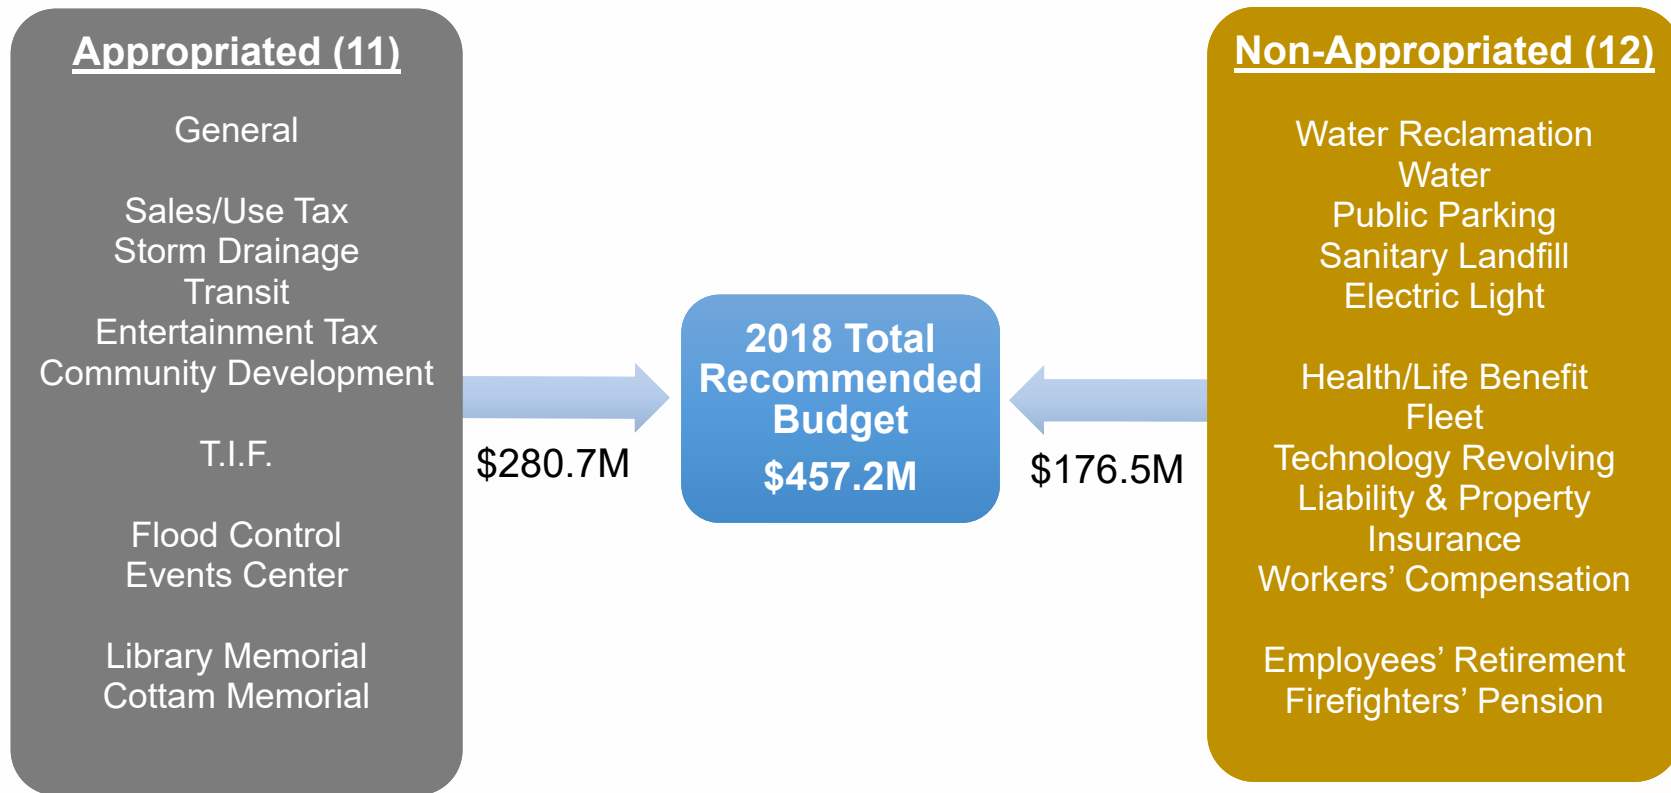 Appropriated (11)
General
Sales/Use Tax
Storm Drainage
Transit
Entertainment Tax
Community Development
T.I.F.
Flood Control
Events Center
Library Memorial
Cottam Memorial
$280.7M
2018 Total
Recommended
Budget
$457.2M
$176.5M
Non-Appropriated (12)
Water Reclamation
Water
Public Parking
Sanitary Landfill
Electric Light
Health/Life Benefit
Fleet
Technology Revolving
Liability & Property
Insurance
Workers’ Compensation
Employees’ Retirement
Firefighters’ Pension